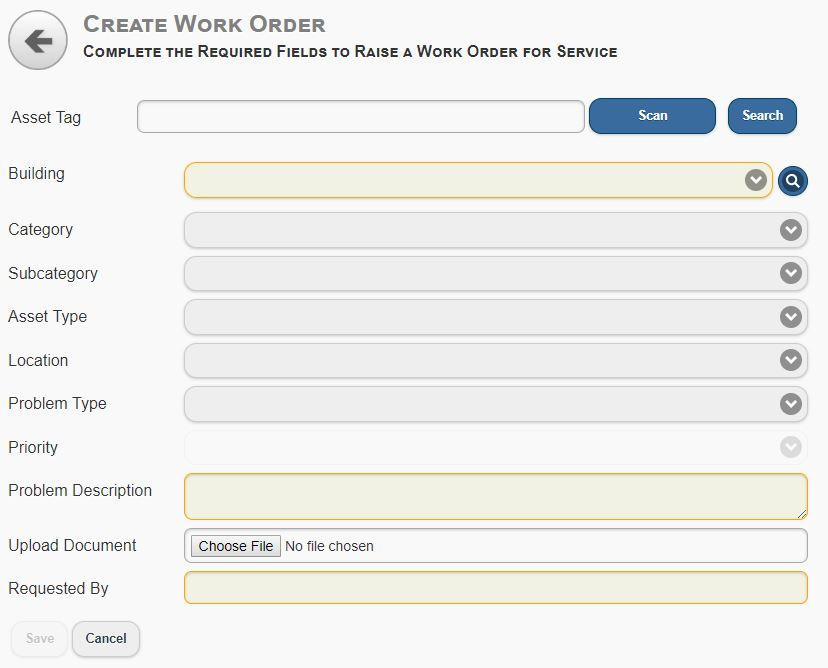 Create Work Order
Complete the Required Fields to Raise a Work Order for Service
Asset Tag Scan Search
Building
Category
Subcategory
Asset Type
Location
Problem Type
Priority
Problem Description
Upload Document Choose File No file chosen
Requested By
Save Cancel